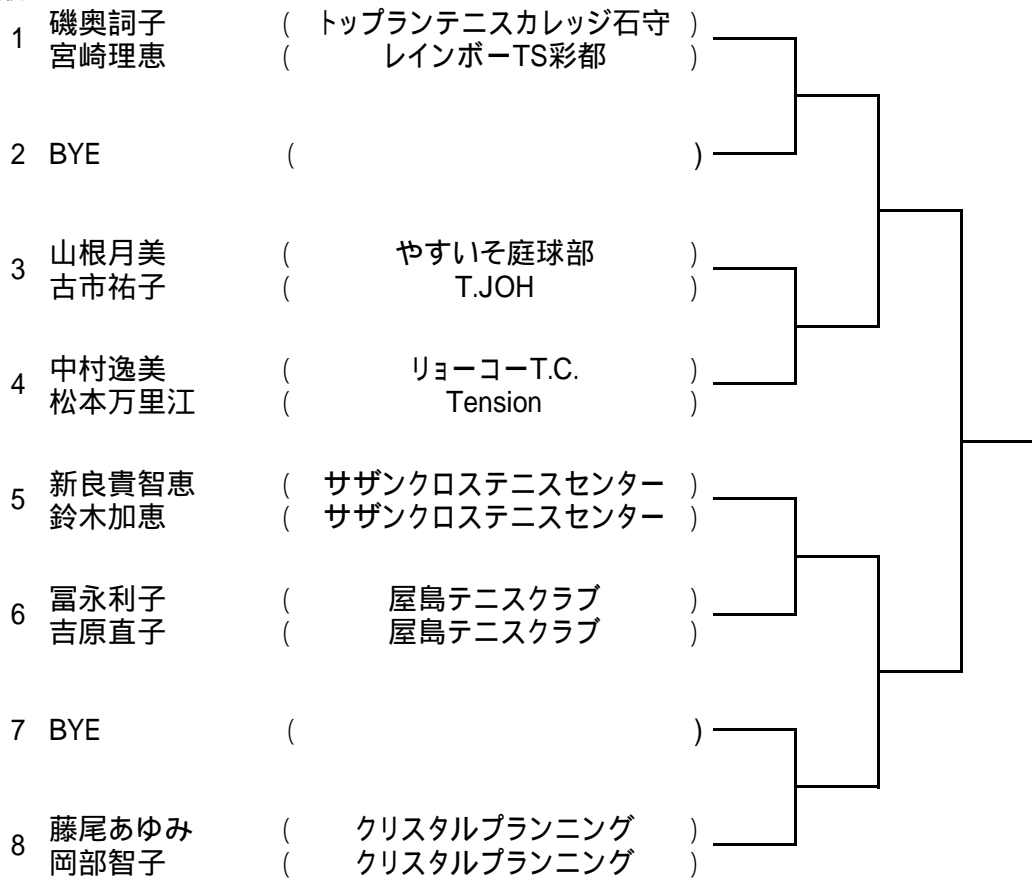 1 磯奥詞子 ( トップランテニスカレッジ石守 )
宮崎理恵 ( レインボーTS彩都 )
2 BYE ( )
3 山根月美 ( やすいそ庭球部 )
古市祐子 ( T.JOH )
4 中村逸美 ( リョーコーT.C. )
松本万里江 ( Tension )
5 新良貴智恵 ( サザンクロステニスセンター )
鈴木加恵 ( サザンクロステニスセンター )
6 冨永利子 ( 屋島テニスクラブ )
吉原直子 ( 屋島テニスクラブ )
7 BYE ( )
8 藤尾あゆみ ( クリスタルプランニング )
岡部智子 ( クリスタルプランニング )